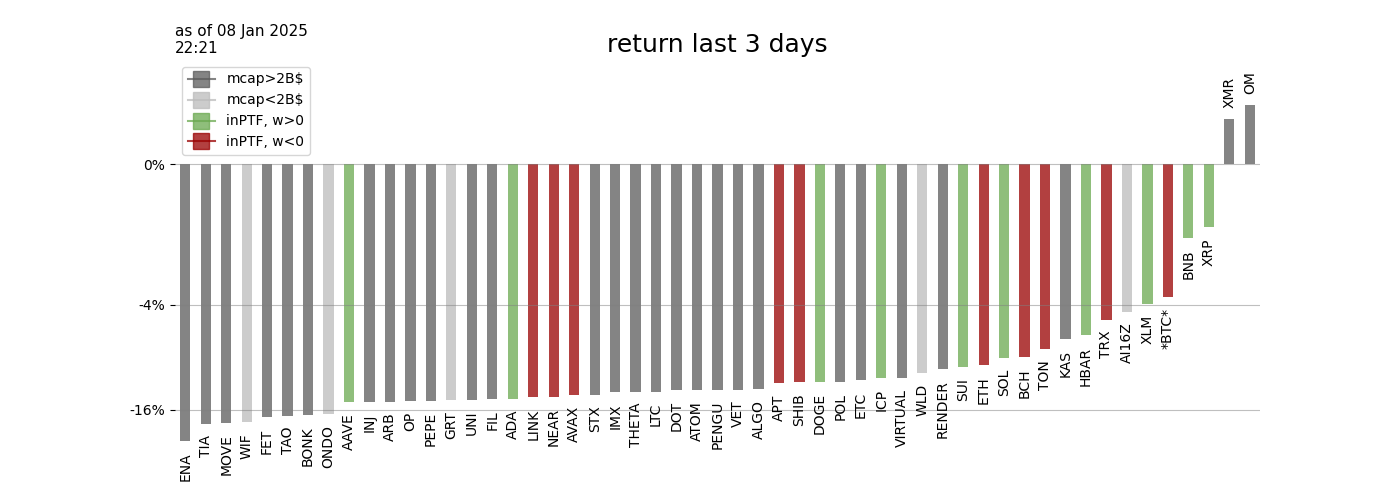 as of 08 Jan 2025
22:21
return last 3 days
mcap>2B$
mcap<2B$
inPTF, w>0
inPTF, w<0
0%
-4%
-16%
ENA
TIA
MOVE
WIF
FET
TAO
BONK
ONDO
AAVE
INJ
ARB
OP
PEPE
GRT
UNI
FIL
ADA
LINK
NEAR
AVAX
STX
IMX
THETA
LTC
DOT
ATOM
PENGU
VET
ALGO
APT
SHIB
DOGE
POL
ETC
ICP
VIRTUAL
WLD
RENDER
SUI
ETH
SOL
BCH
TON
KAS
HBAR
TRX
AI16Z
XLM
*BTC*
BNB
XRP
XMR
OM